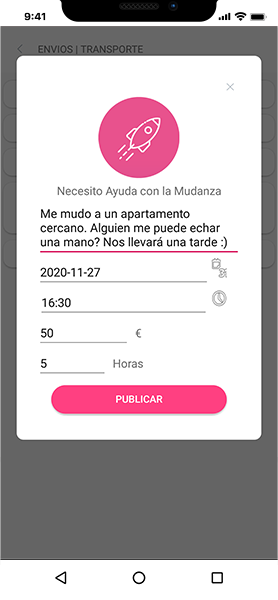 9:41
ENVIOS | TRANSPORTE
Necesito Ayuda con la Mudanza
Me mudo a un apartamento
cercano. Alguien me puede echar
una mano? Nos llevará una tarde :)
2020-11-27
16:30
50 €
5 Horas
PUBLICAR